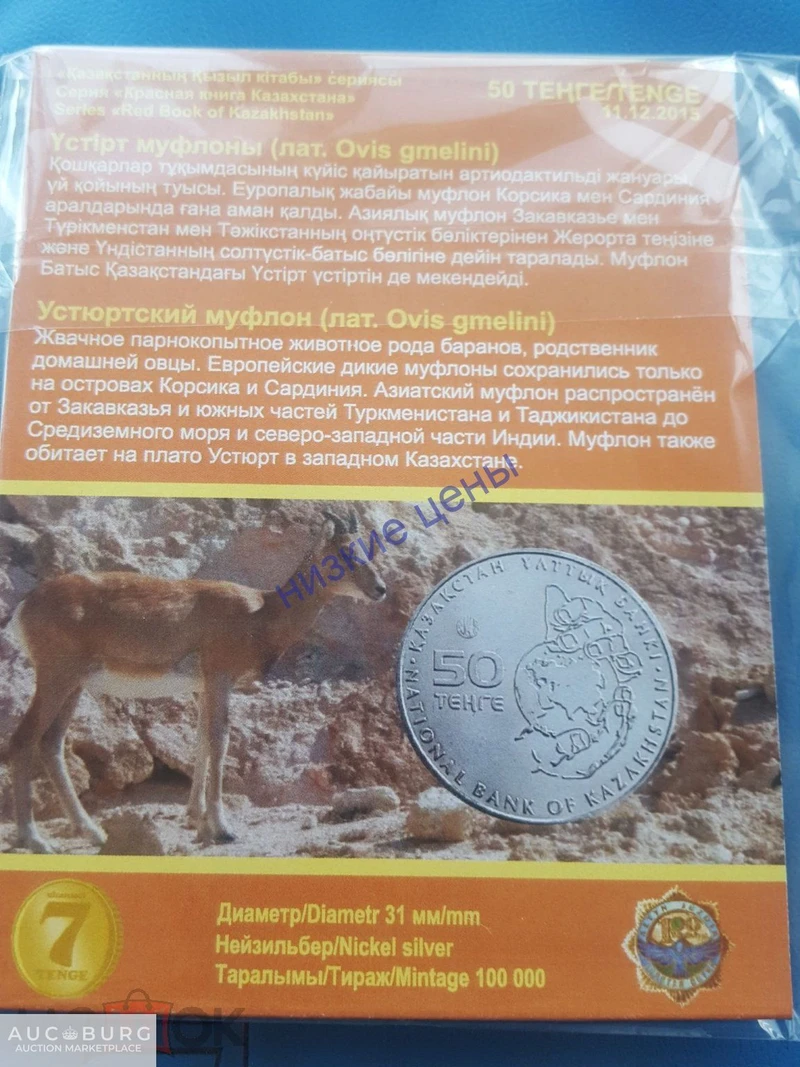 «Қазақстанның Қызыл кітабы» сериясы
Серия «Красная книга Казахстана»
Series «Red Book of Kazakhstan»
50 ТЕҢГЕ/TENGE
11.12.2015
Үстірт муфлоны (лат. Ovis gmelini)
Қошқарлар тұқымдасының күйіс қайыратын артиодактильді жануары,
үй қойының туысы. Еуропалық жабайы муфлон Корсика мен Сардиния
аралдарында ғана аман қалды. Азиялық муфлон Закавказье мен
Түрікменстан мен Тәжікстанның оңтүстік бөліктерінен Жерорта теңізіне
және Үндістанның солтүстік-батыс бөлігіне дейін таралады. Муфлон
Батыс Қазақстандағы Үстірт үстіртін де мекендейді.
Устюртский муфлон (лат. Ovis gmelini)
Жвачное парнокопытное животное рода баранов, родственник
домашней овцы. Европейские дикие муфлоны сохранились только
на островах Корсика и Сардиния. Азиатский муфлон распространён
от Закавказья и южных частей Туркменистана и Таджикистана до
Средиземного моря и северо-западной части Индии. Муфлон также
обитает на плато Устюрт в западном Казахстане.
низкие цены
ҚАЗАҚСТАН ҰЛТТЫҚ БАНКІ
50
ТЕҢГЕ
NATIONAL BANK OF KAZAKHSTAN
7
TENGE
Диаметр/Diametr 31 мм/mm
Нейзильбер/Nickel silver
Таралымы/Тираж/Mintage 100 000
AUC BURG
AUCTION MARKETPLACE